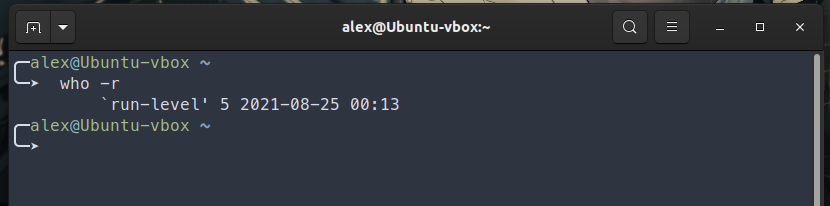 alex@Ubuntu-vbox:~
alex@Ubuntu-vbox ~
who -r
`run-level' 5 2021-08-25 00:13
alex@Ubuntu-vbox ~